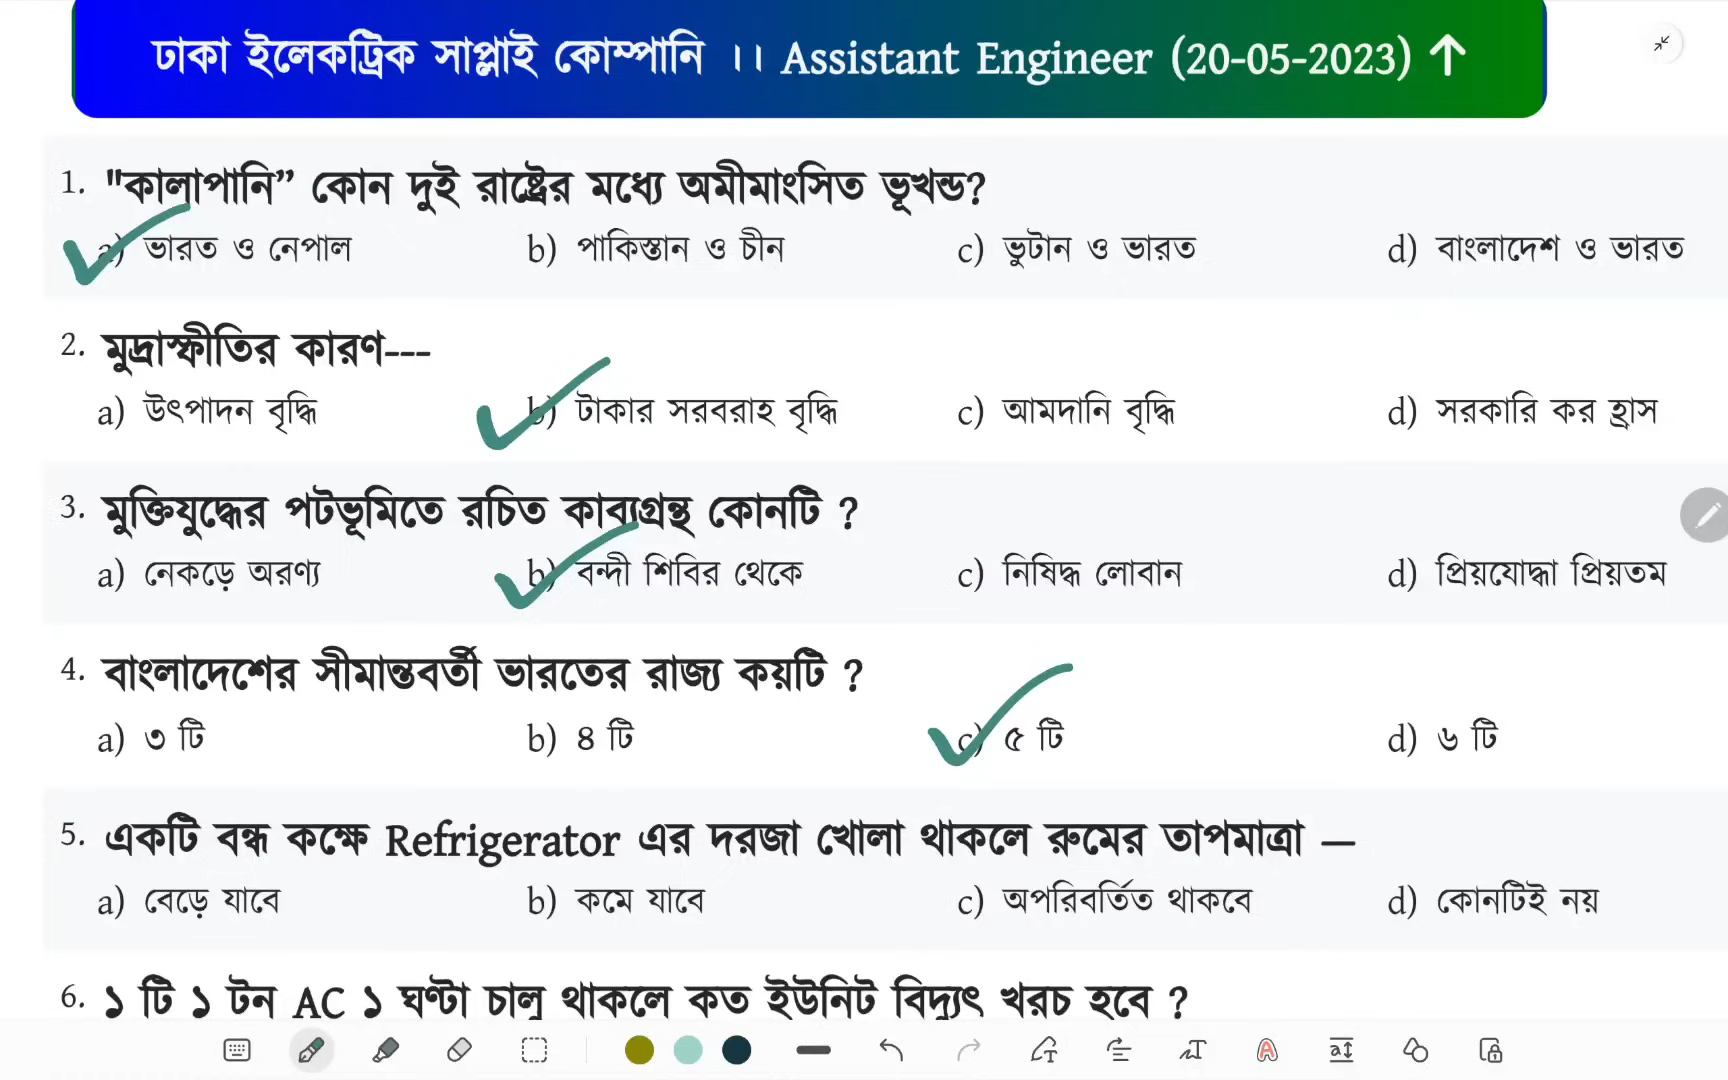 ঢাকা ইলেকট্রিক সাপ্লাই কোম্পানি ।। Assistant Engineer (20-05-2023) ↑
1. "কালাপানি” কোন দুই রাষ্ট্রের মধ্যে অমীমাংসিত ভূখন্ড?
a) ভারত ও নেপাল b) পাকিস্তান ও চীন c) ভুটান ও ভারত d) বাংলাদেশ ও ভারত
2. মুদ্রাস্ফীতির কারণ---
a) উৎপাদন বৃদ্ধি b) টাকার সরবরাহ বৃদ্ধি c) আমদানি বৃদ্ধি d) সরকারি কর হ্রাস
3. মুক্তিযুদ্ধের পটভূমিতে রচিত কাব্যগ্রন্থ কোনটি ?
a) নেকড়ে অরণ্য b) বন্দী শিবির থেকে c) নিষিদ্ধ লোবান d) প্রিয়যোদ্ধা প্রিয়তম
4. বাংলাদেশের সীমান্তবর্তী ভারতের রাজ্য কয়টি ?
a) ৩ টি b) ৪ টি c) ৫ টি d) ৬ টি
5. একটি বন্ধ কক্ষে Refrigerator এর দরজা খোলা থাকলে রুমের তাপমাত্রা —
a) বেড়ে যাবে b) কমে যাবে c) অপরিবর্তিত থাকবে d) কোনটিই নয়
6. ১ টি ১ টন AC ১ ঘণ্টা চালু থাকলে কত ইউনিট বিদ্যুৎ খরচ হবে ?